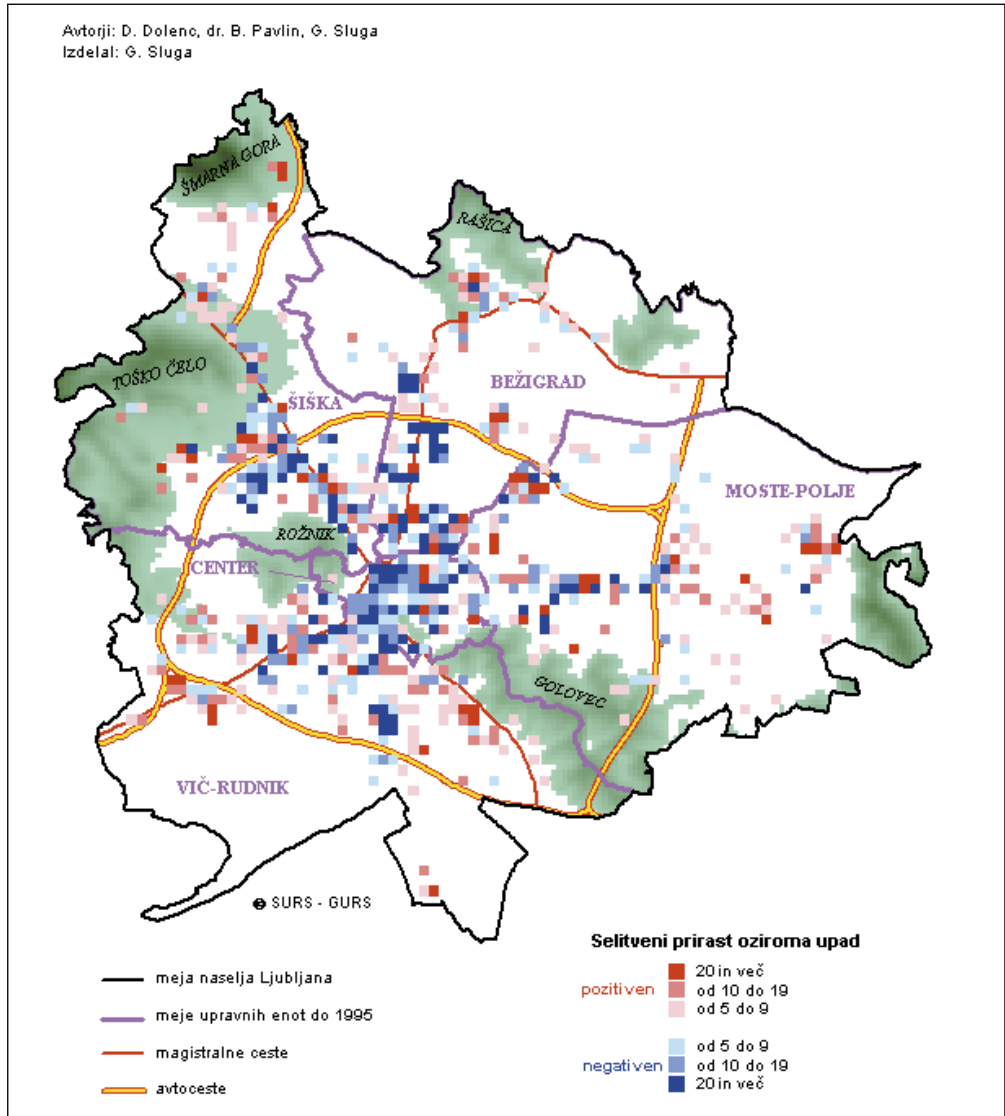 Avtorji: D. Dolenc, dr. B. Pavlin, G. Sluga
Izdelal: G. Sluga
ŠMARNA GORA
RAŠICA
TOŠKO ČELO
ŠIŠKA
BEŽIGRAD
MOSTE-POLJE
ROŽNIK
CENTER
GOLOVEC
VIČ-RUDNIK
SURS - GURS
meja naselja Ljubljana
meje upravnih enot do 1995
magistralne ceste
avtoceste
Selitveni prirast oziroma upad
pozitiven
20 in več
od 10 do 19
od 5 do 9
negativen
od 5 do 9
od 10 do 19
20 in več